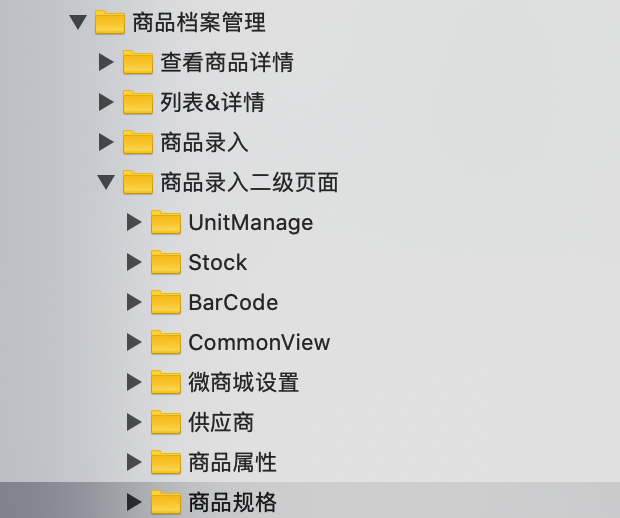 商品档案管理
查看商品详情
列表&详情
商品录入
商品录入二级页面
UnitManage
Stock
BarCode
CommonView
微商城设置
供应商
商品属性
商品规格